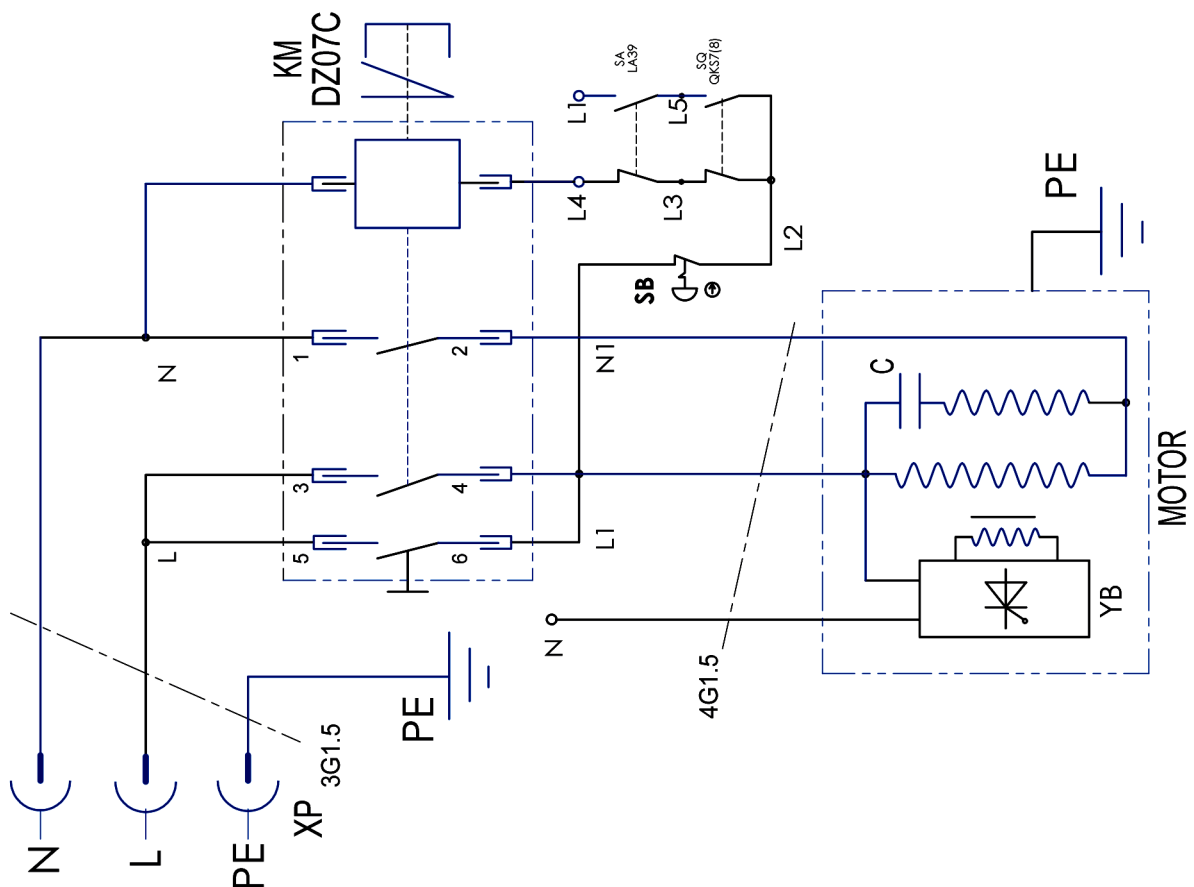 KM
DZ07C
SA
LA39
SQ
QKS7(8)
L1
L5
L4
L3
L2
SB
PE
N
1
2
N1
C
3
4
L
5
6
L1
MOTOR
YB
N
4G1.5
PE
3G1.5
XP
N
L
PE